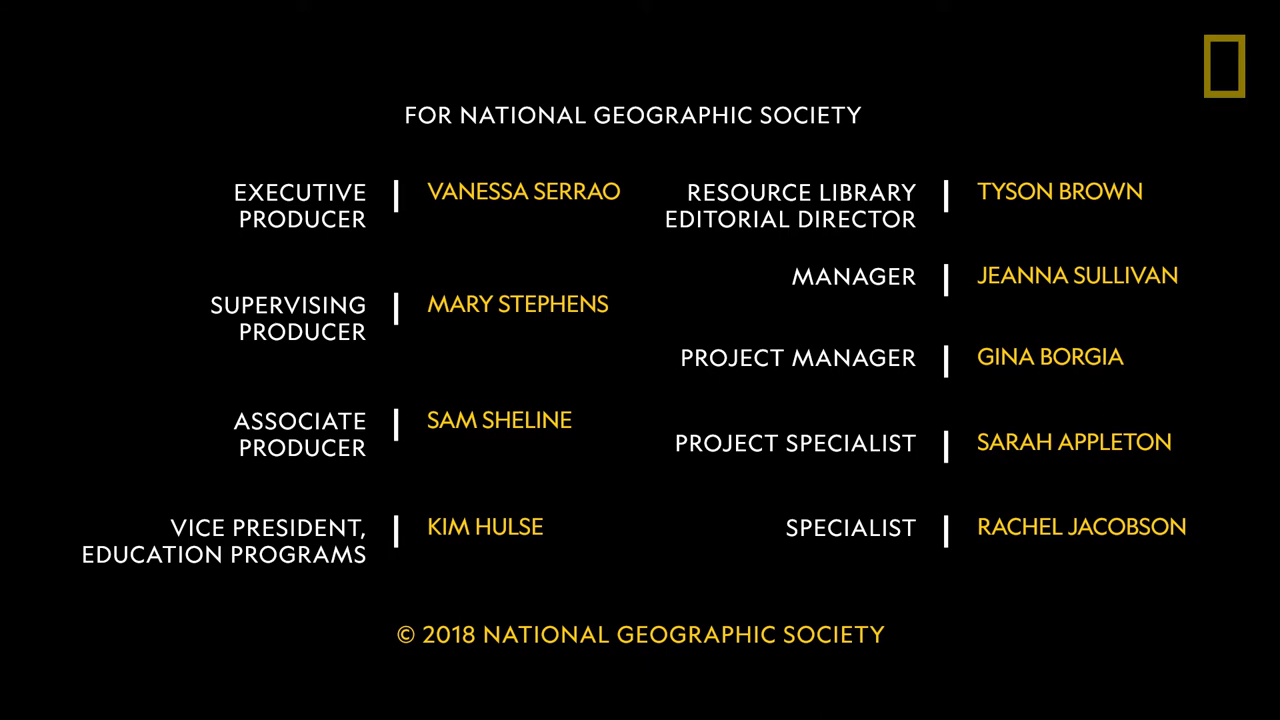 FOR NATIONAL GEOGRAPHIC SOCIETY
EXECUTIVE
PRODUCER
VANESSA SERRAO
SUPERVISING
PRODUCER
MARY STEPHENS
ASSOCIATE
PRODUCER
SAM SHELINE
VICE PRESIDENT,
EDUCATION PROGRAMS
KIM HULSE
RESOURCE LIBRARY
EDITORIAL DIRECTOR
TYSON BROWN
MANAGER
JEANNA SULLIVAN
PROJECT MANAGER
GINA BORGIA
PROJECT SPECIALIST
SARAH APPLETON
SPECIALIST
RACHEL JACOBSON
© 2018 NATIONAL GEOGRAPHIC SOCIETY